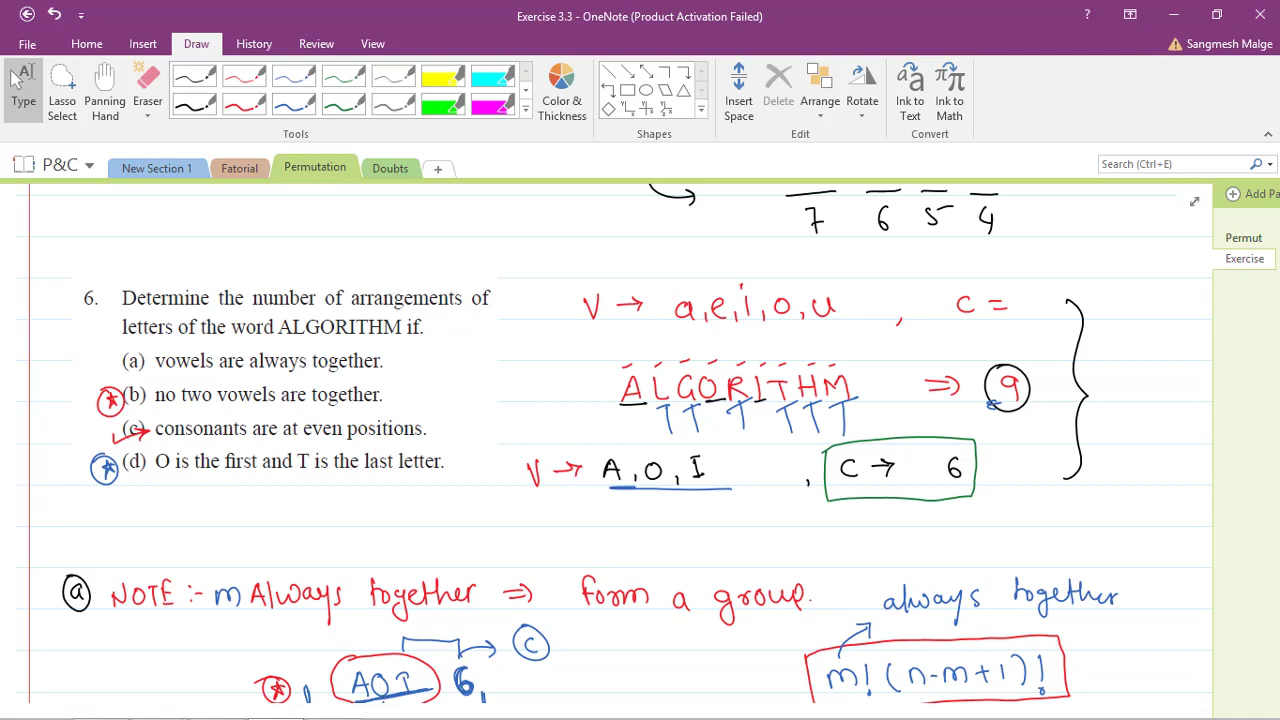 Exercise 3.3 - OneNote (Product Activation Failed)
?
File Home Insert Draw History Review View
Sangmesh Malge
Type
Lasso Select
Panning Hand
Eraser
Color & Thickness
Insert Space
Delete
Arrange
Rotate
Ink to Text
Ink to Math
Tools
Shapes
Edit
Convert
P&C
New Section 1
Fatorial
Permutation
Doubts
Search (Ctrl+E)
Add Pa
Permut
Exercise
7 6 5 4
6. Determine the number of arrangements of
letters of the word ALGORITHM if.
(a) vowels are always together.
(b) no two vowels are together.
(c) consonants are at even positions.
(d) O is the first and T is the last letter.
V → a, e, i, o, u , C =
ALGORITHM ⇒ 9
V → A, O, I , C → 6
(a) NOTE :- m Always together ⇒ form a group.
always together
C
AOI 6,
m! (n-m+1)!